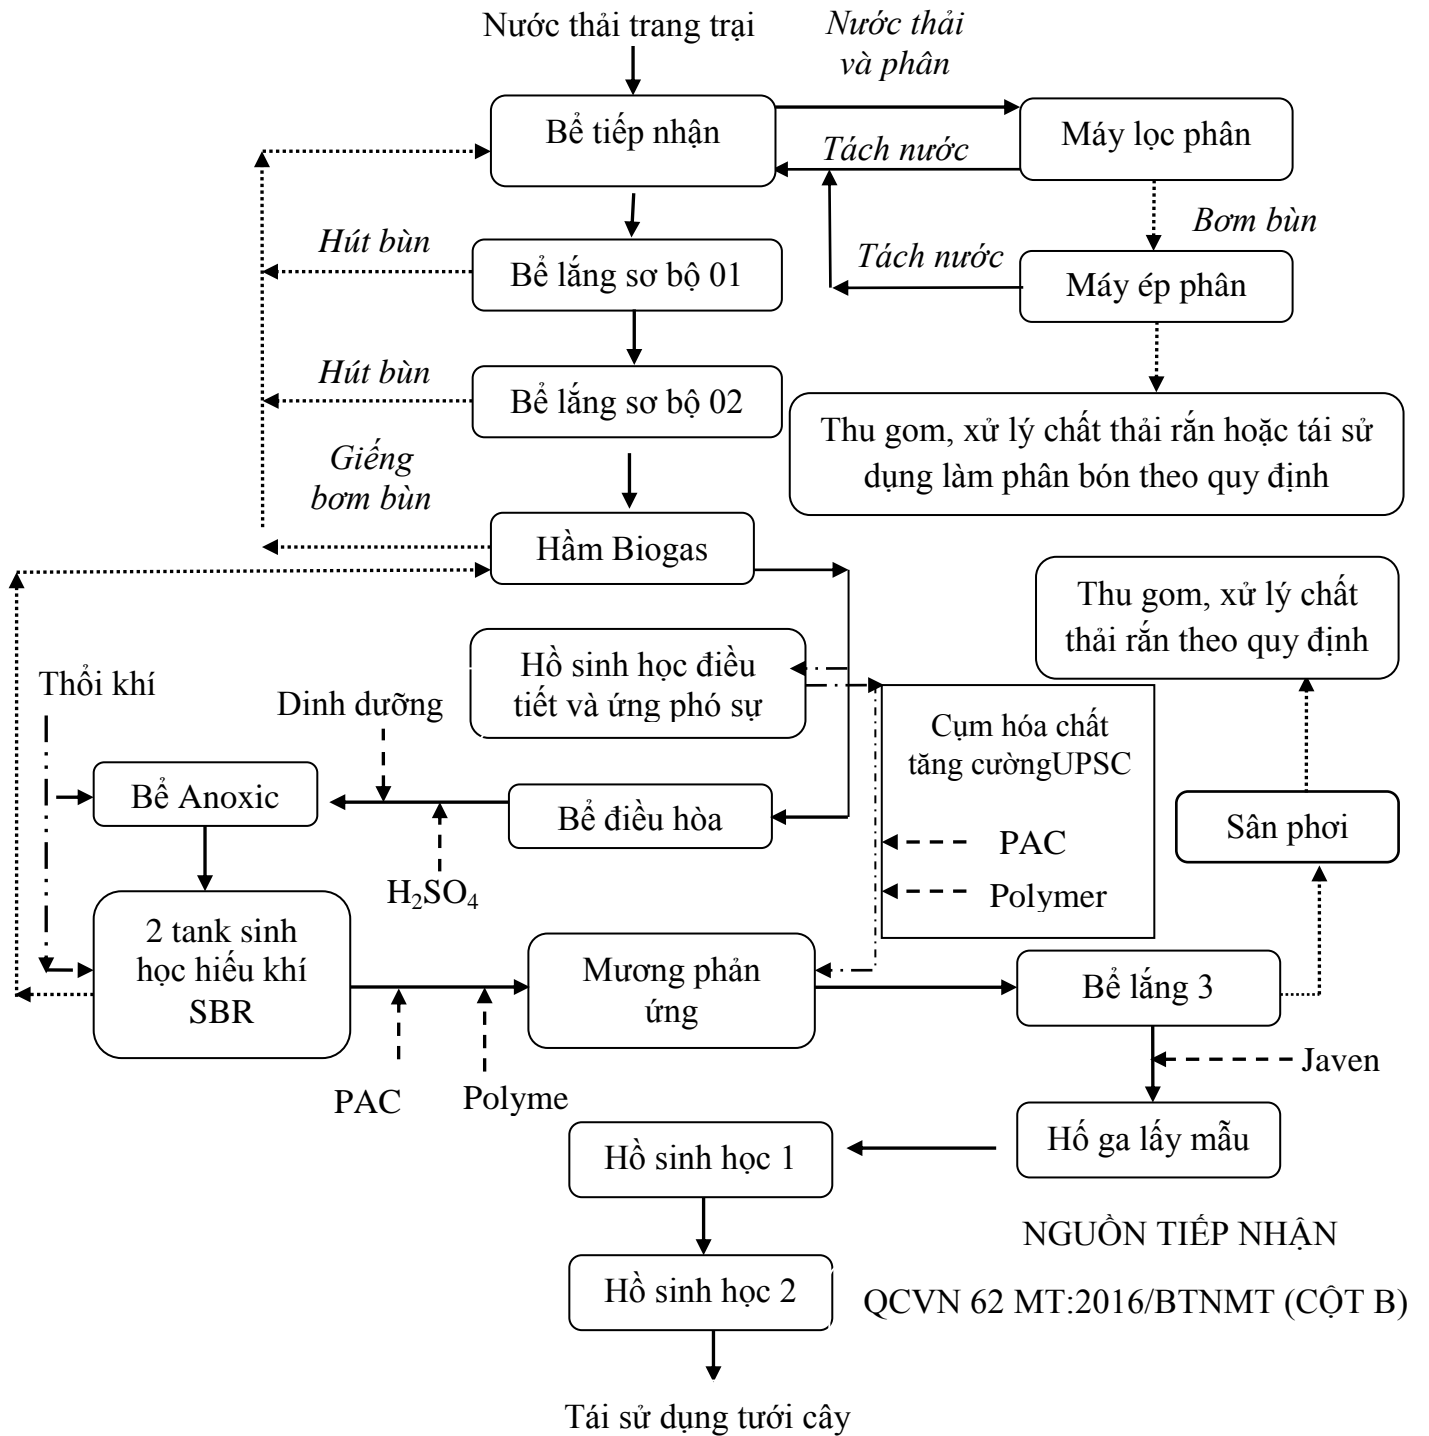 Nước thải trang trại
Nước thải
và phân
Bể tiếp nhận
Máy lọc phân
Tách nước
Bơm bùn
Hút bùn
Bể lắng sơ bộ 01
Tách nước
Máy ép phân
Hút bùn
Bể lắng sơ bộ 02
Thu gom, xử lý chất thải rắn hoặc tái sử
dụng làm phân bón theo quy định
Giếng
bơm bùn
Hầm Biogas
Thu gom, xử lý chất
thải rắn theo quy định
Hồ sinh học điều
tiết và ứng phó sự
Thổi khí
Dinh dưỡng
Cụm hóa chất
tăng cườngUPSC
PAC
Polymer
Bể Anoxic
Bể điều hòa
Sân phơi
H₂SO₄
2 tank sinh
học hiếu khí
SBR
Mương phản
ứng
Bể lắng 3
PAC
Polyme
Javen
Hố ga lấy mẫu
Hồ sinh học 1
NGUỒN TIẾP NHẬN
Hồ sinh học 2
QCVN 62 MT:2016/BTNMT (CỘT B)
Tái sử dụng tưới cây